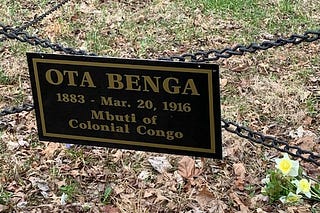 OTA BENGA
1883 - Mar. 20, 1916
Mbuti of
Colonial Congo